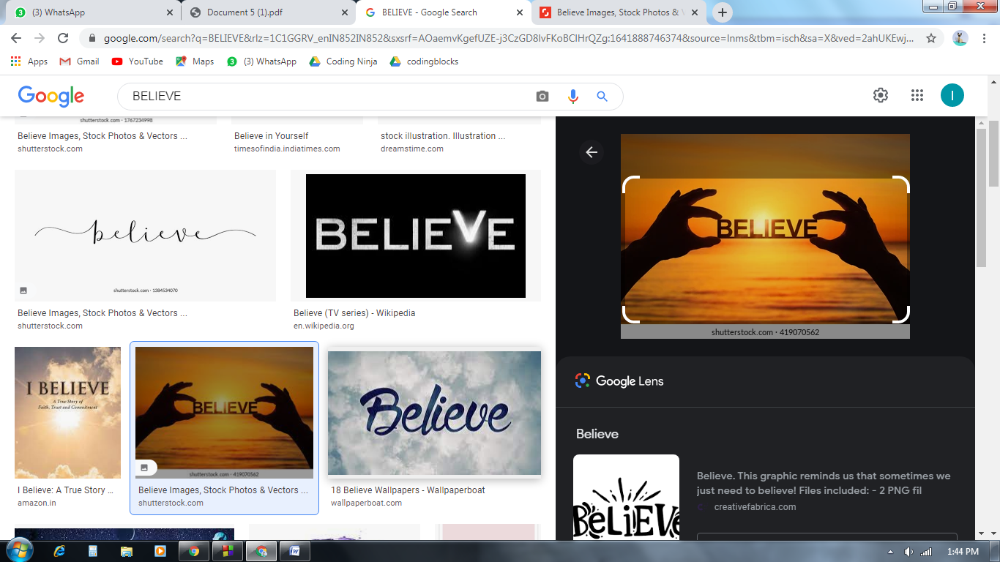 (3) WhatsApp
Document 5 (1).pdf
BELIEVE - Google Search
Believe Images, Stock Photos &
google.com/search?q=BELIEVE&rlz=1C1GGRV_enIN852IN852&sxsrf=AOaemvKgefUZE-j3CzG D8lvFKoBClHrQZg:1641888746374&source=lnms&tbm=isch&sa=X&ved=2ahUKEwj...
Apps
Gmail
YouTube
Maps
(3) WhatsApp
Coding Ninja
codingblocks
Google
BELIEVE
I
shutterstock.com · 1767234998
Believe Images, Stock Photos & Vectors ...
shutterstock.com
Believe in Yourself
timesofindia.indiatimes.com
stock illustration. Illustration ...
dreamstime.com
believe
shutterstock.com · 1384534070
Believe Images, Stock Photos & Vectors ...
shutterstock.com
BELIEVE
Believe (TV series) - Wikipedia
en.wikipedia.org
I BELIEVE
A True Story of
Faith, Trust and Commitment
I Believe: A True Story ...
amazon.in
BELIEVE
shutterstock.com · 419070562
Believe Images, Stock Photos & Vectors ...
shutterstock.com
Believe
18 Believe Wallpapers - Wallpaperboat
wallpaperboat.com
BELIEVE
shutterstock.com · 419070562
Google Lens
Believe
BeLiEVe
Believe. This graphic reminds us that sometimes we
just need to believe! Files included: - 2 PNG fil
creativefabrica.com
1:44 PM